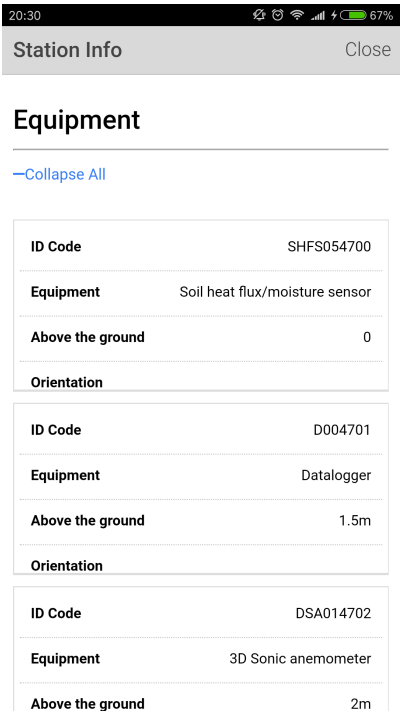 20:30 67%
Station Info Close
Equipment
Collapse All
ID Code SHFS054700
Equipment Soil heat flux/moisture sensor
Above the ground 0
Orientation
ID Code D004701
Equipment Datalogger
Above the ground 1.5m
Orientation
ID Code DSA014702
Equipment 3D Sonic anemometer
Above the ground 2m